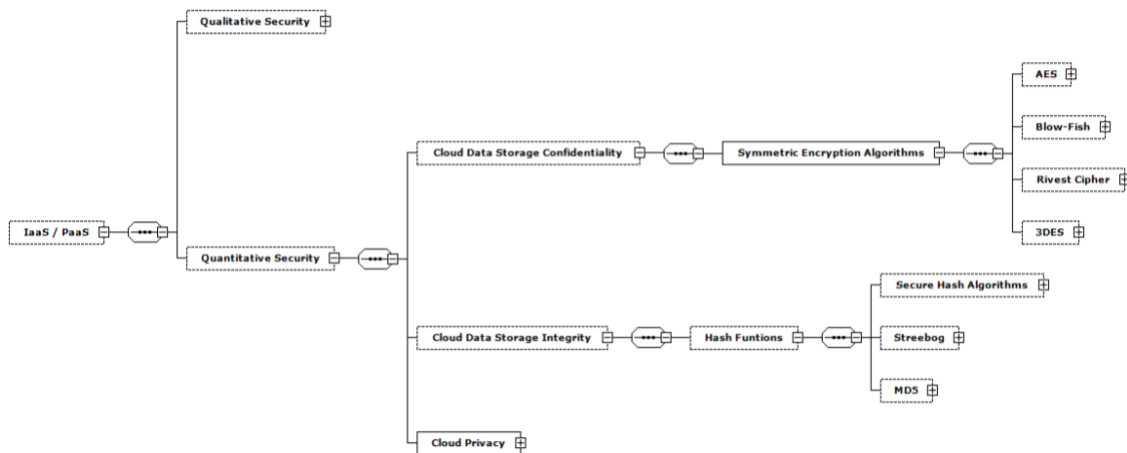 Qualitative Security
AES
Blow-Fish
Cloud Data Storage Confidentiality
Symmetric Encryption Algorithms
Rivest Cipher
IaaS / PaaS
3DES
Quantitative Security
Secure Hash Algorithms
Cloud Data Storage Integrity
Hash Funtions
Streebog
MD5
Cloud Privacy